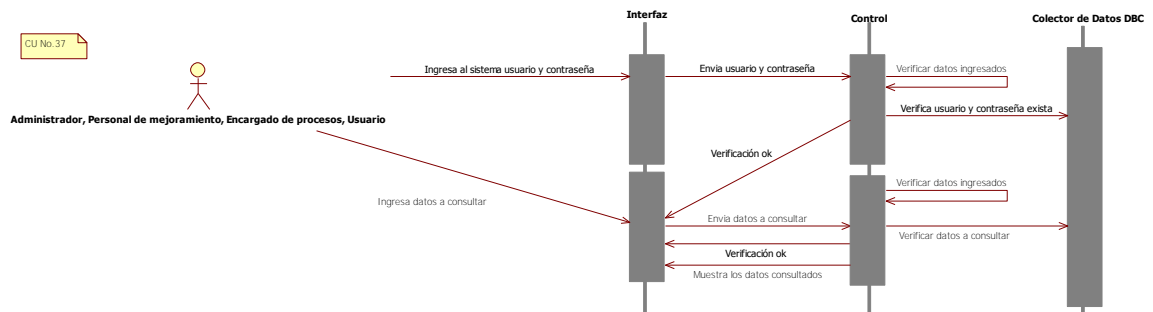 Interfaz
Control
Colector de Datos DBC
CU No.37
Ingresa al sistema usuario y contraseña
Envia usuario y contraseña
Verificar datos ingresados
Verifica usuario y contraseña exista
Administrador, Personal de mejoramiento, Encargado de procesos, Usuario
Verificación ok
Verificar datos ingresados
Ingresa datos a consultar
Envia datos a consultar
Verificar datos a consultar
Verificación ok
Muestra los datos consultados